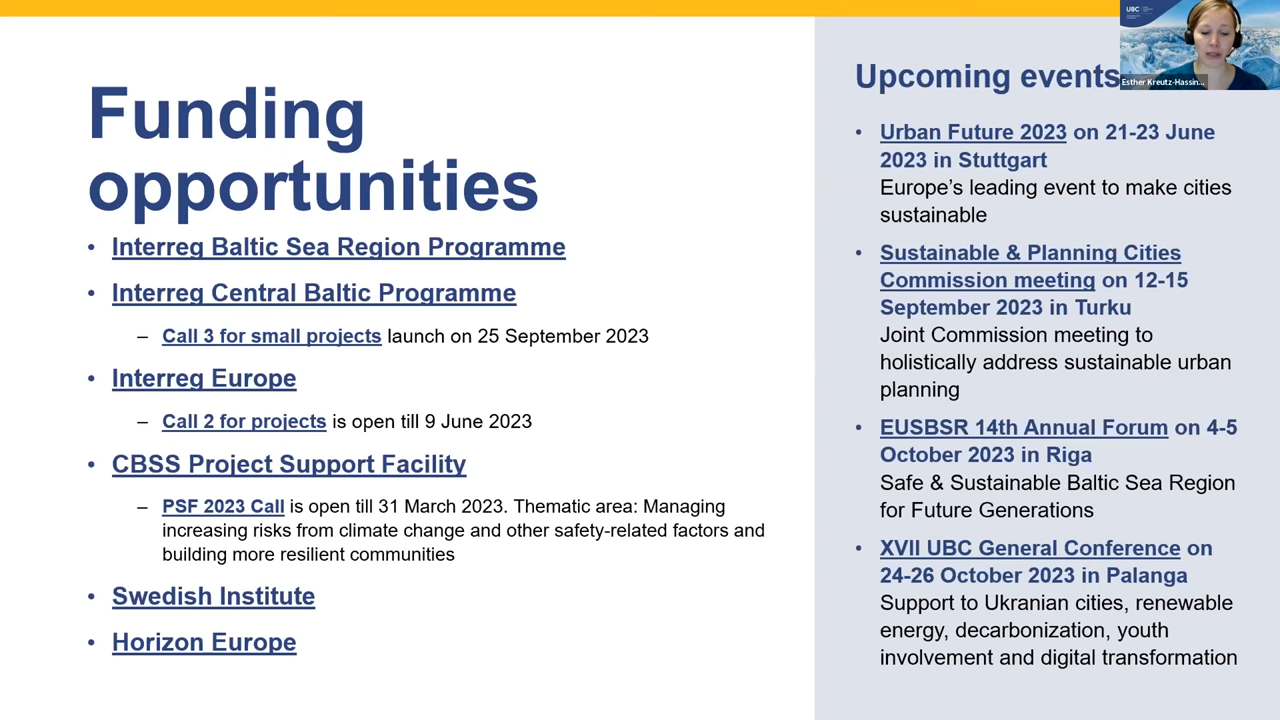 Funding
opportunities
• Interreg Baltic Sea Region Programme
• Interreg Central Baltic Programme
– Call 3 for small projects launch on 25 September 2023
• Interreg Europe
– Call 2 for projects is open till 9 June 2023
• CBSS Project Support Facility
– PSF 2023 Call is open till 31 March 2023. Thematic area: Managing
increasing risks from climate change and other safety-related factors and
building more resilient communities
• Swedish Institute
• Horizon Europe
Upcoming events
• Urban Future 2023 on 21-23 June
2023 in Stuttgart
Europe’s leading event to make cities
sustainable
• Sustainable & Planning Cities
Commission meeting on 12-15
September 2023 in Turku
Joint Commission meeting to
holistically address sustainable urban
planning
• EUSBSR 14th Annual Forum on 4-5
October 2023 in Riga
Safe & Sustainable Baltic Sea Region
for Future Generations
• XVII UBC General Conference on
24-26 October 2023 in Palanga
Support to Ukranian cities, renewable
energy, decarbonization, youth
involvement and digital transformation
UBC
Esther Kreutz-Hassin...